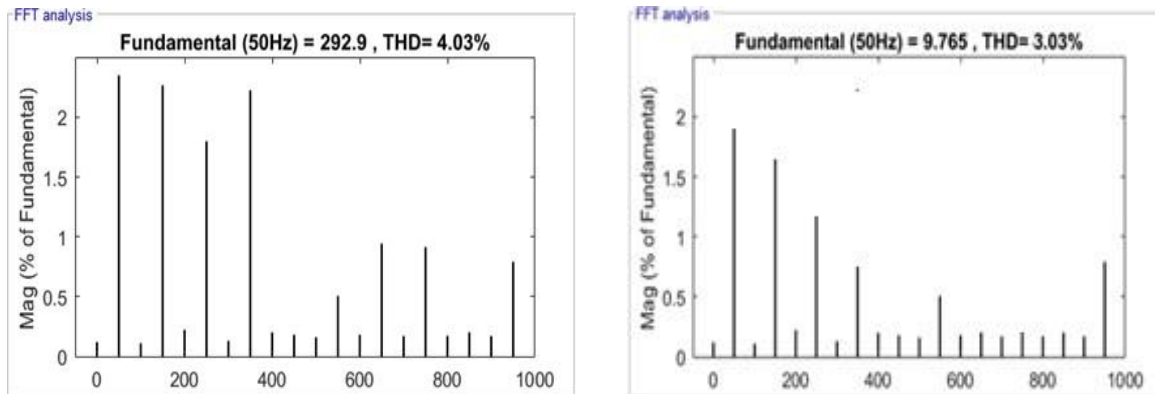 FFT analysis
Fundamental (50Hz) = 292.9 , THD= 4.03%
Mag (% of Fundamental)
2
1.5
1
0.5
0
0 200 400 600 800 1000
FFT analysis
Fundamental (50Hz) = 9.765 , THD= 3.03%
Mag (% of Fundamental)
2
1.5
1
0.5
0
0 200 400 600 800 1000